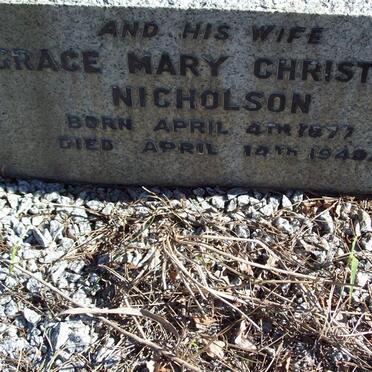 AND HIS WIFE
GRACE MARY CHRIST
NICHOLSON
BORN APRIL 4TH 1877
DIED APRIL 14TH 1949.